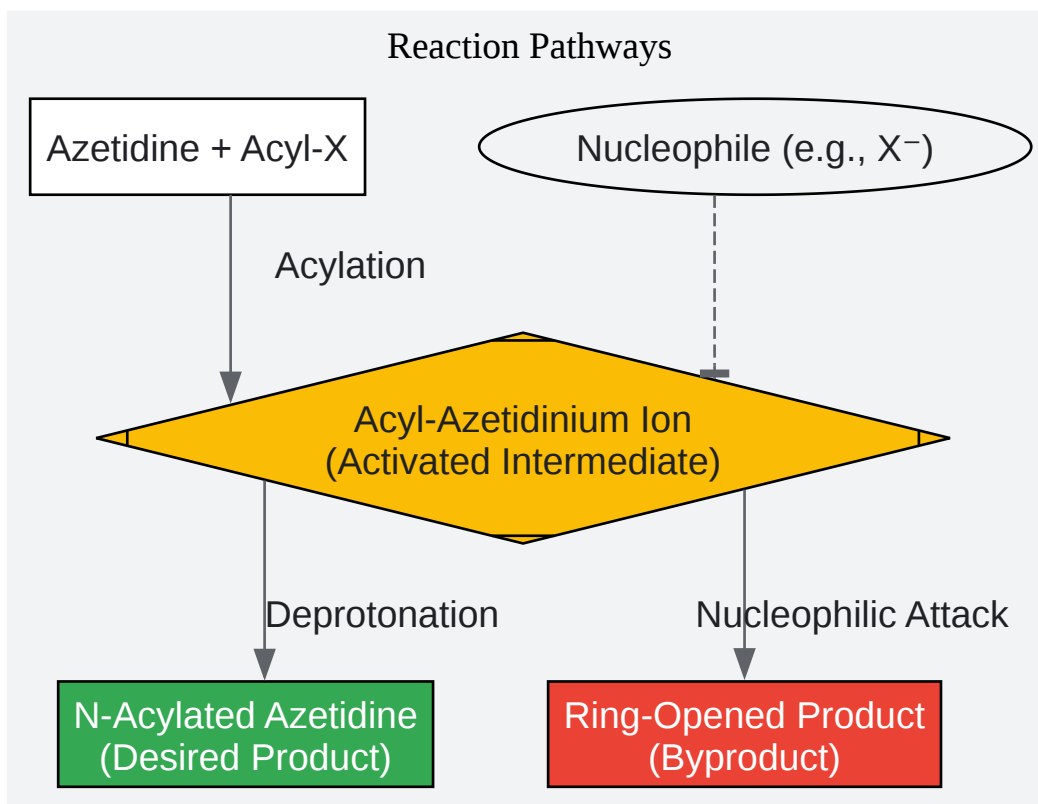 Reaction Pathways
Azetidine + Acyl-X
Nucleophile (e.g., X⁻)
Acylation
Acyl-Azetidinium Ion
(Activated Intermediate)
Deprotonation
Nucleophilic Attack
N-Acylated Azetidine
(Desired Product)
Ring-Opened Product
(Byproduct)